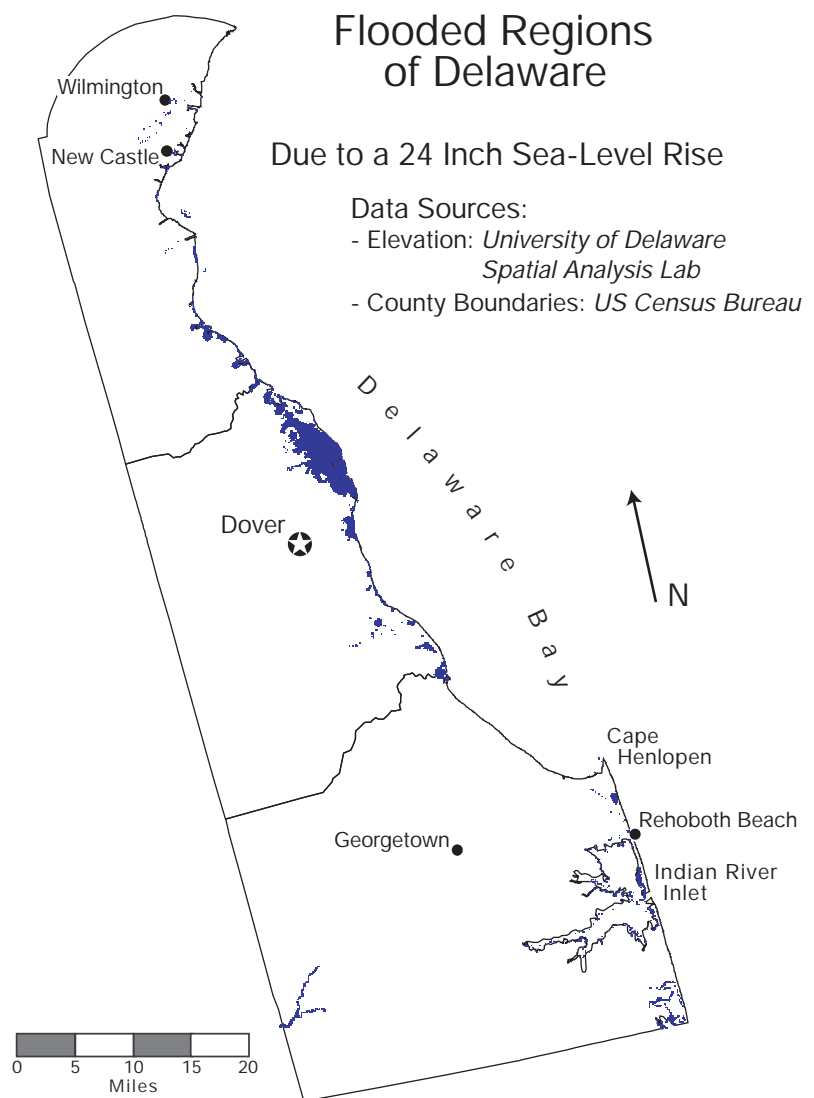 Flooded Regions
of Delaware
Wilmington
New Castle
Due to a 24 Inch Sea-Level Rise
Data Sources:
- Elevation: University of Delaware
Spatial Analysis Lab
- County Boundaries: US Census Bureau
Delaware Bay
Dover
N
Cape
Henlopen
Rehoboth Beach
Georgetown
Indian River
Inlet
0 5 10 15 20
Miles